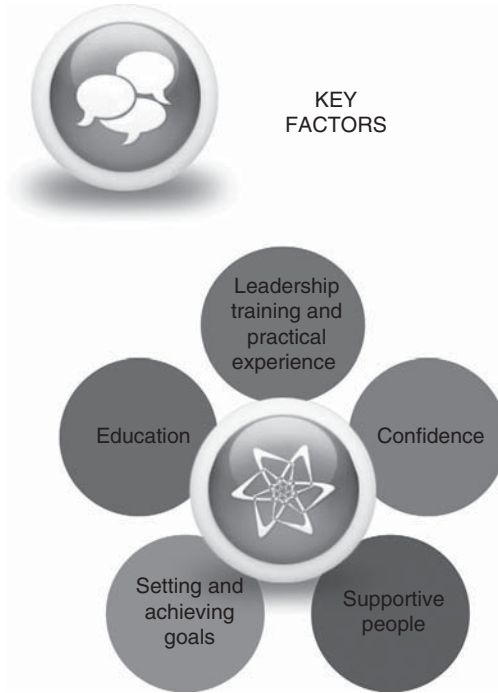 KEY
FACTORS
Leadership
training and
practical
experience
Education
Confidence
Setting and
achieving
goals
Supportive
people